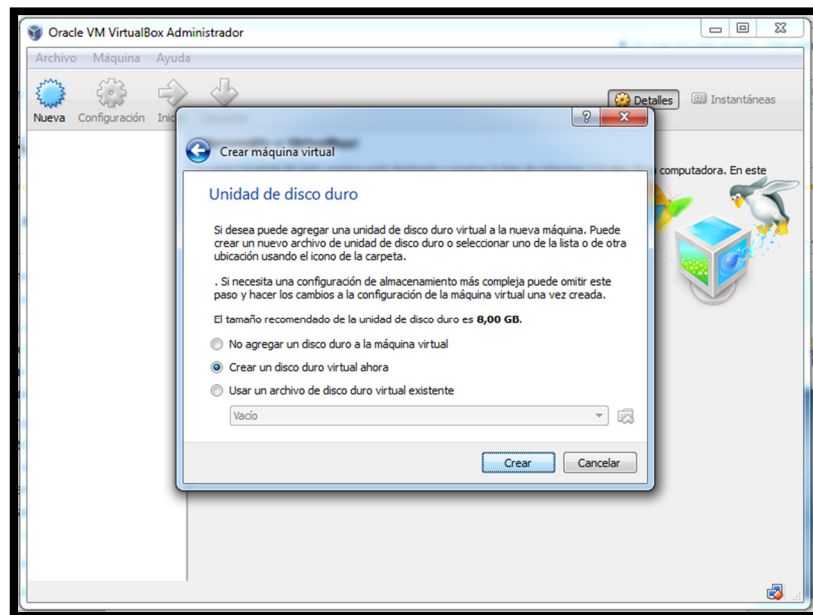 Oracle VM VirtualBox Administrador
Archivo Máquina Ayuda
Nueva Configuración
Detalles Instantáneas
computadora. En este
Crear máquina virtual
Unidad de disco duro
Si desea puede agregar una unidad de disco duro virtual a la nueva máquina. Puede
crear un nuevo archivo de unidad de disco duro o seleccionar uno de la lista o de otra
ubicación usando el icono de la carpeta.
. Si necesita una configuración de almacenamiento más compleja puede omitir este
paso y hacer los cambios a la configuración de la máquina virtual una vez creada.
El tamaño recomendado de la unidad de disco duro es 8,00 GB.
No agregar un disco duro a la máquina virtual
Crear un disco duro virtual ahora
Usar un archivo de disco duro virtual existente
Vacío
Crear Cancelar